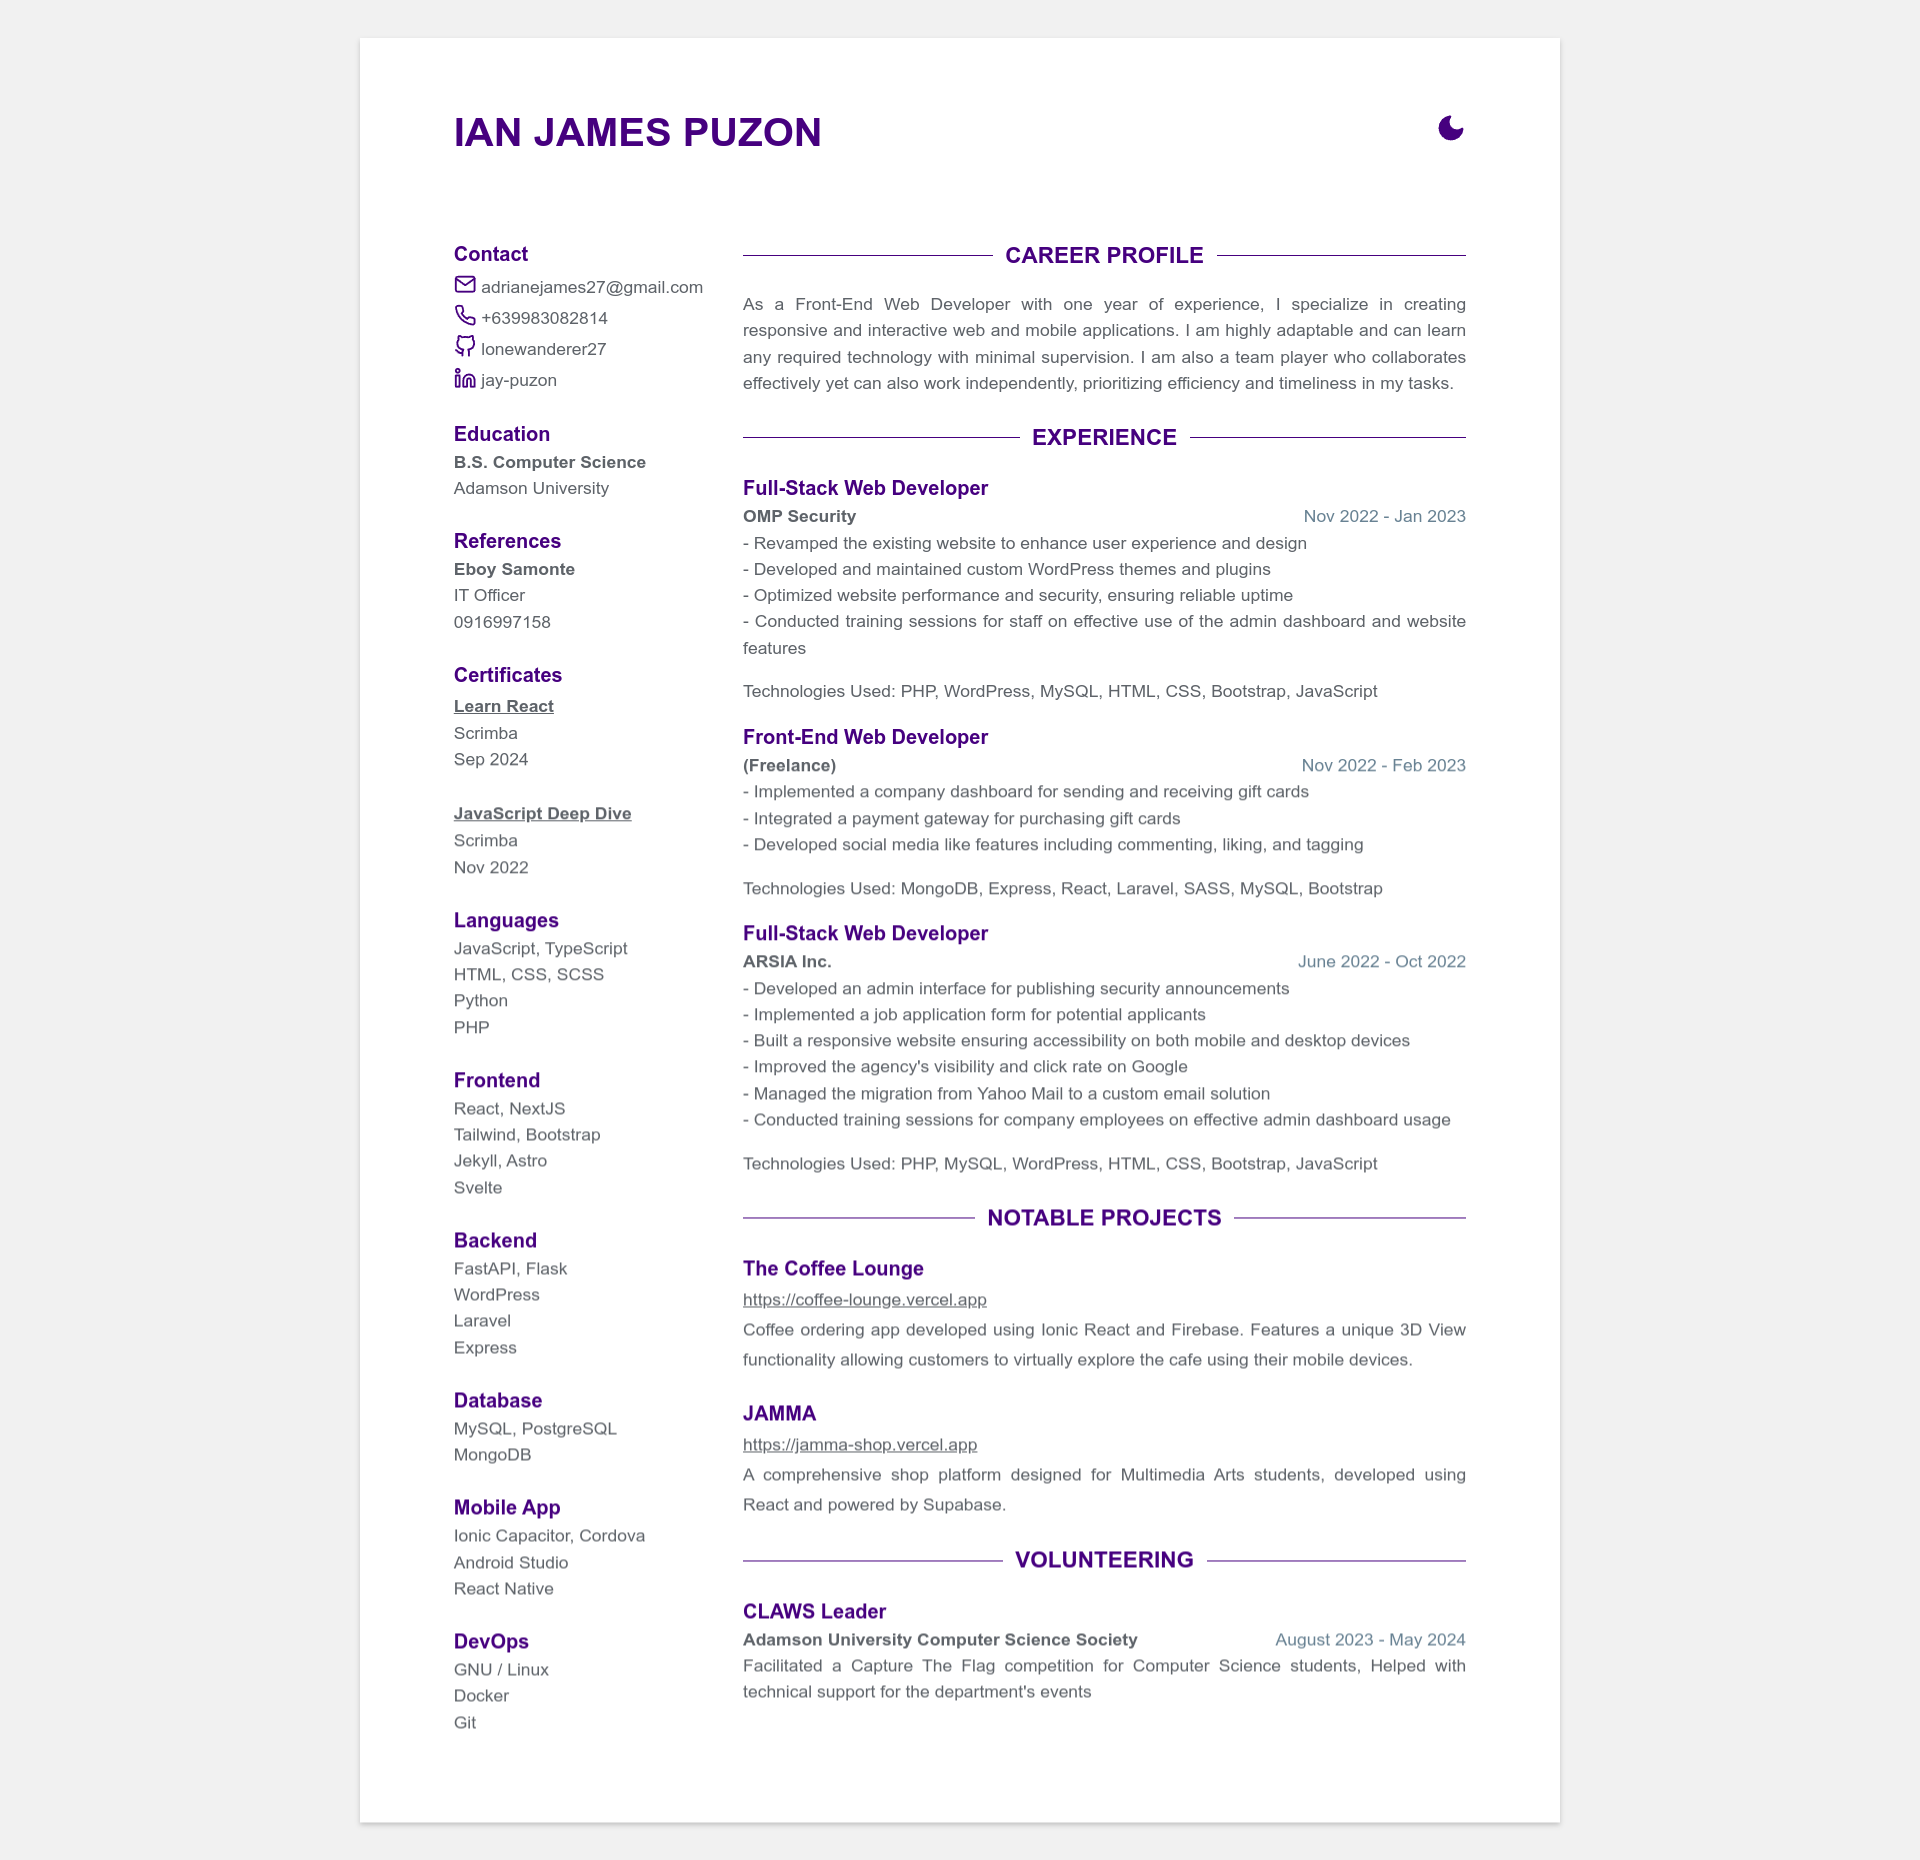 IAN JAMES PUZON
Contact
adrianejames27@gmail.com
+639983082814
lonewanderer27
jay-puzon
Education
B.S. Computer Science
Adamson University
References
Eboy Samonte
IT Officer
0916997158
Certificates
Learn React
Scrimba
Sep 2024
JavaScript Deep Dive
Scrimba
Nov 2022
Languages
JavaScript, TypeScript
HTML, CSS, SCSS
Python
PHP
Frontend
React, NextJS
Tailwind, Bootstrap
Jekyll, Astro
Svelte
Backend
FastAPI, Flask
WordPress
Laravel
Express
Database
MySQL, PostgreSQL
MongoDB
Mobile App
Ionic Capacitor, Cordova
Android Studio
React Native
DevOps
GNU / Linux
Docker
Git
CAREER PROFILE
As a Front-End Web Developer with one year of experience, I specialize in creating
responsive and interactive web and mobile applications. I am highly adaptable and can learn
any required technology with minimal supervision. I am also a team player who collaborates
effectively yet can also work independently, prioritizing efficiency and timeliness in my tasks.
EXPERIENCE
Full-Stack Web Developer
OMP Security Nov 2022 - Jan 2023
- Revamped the existing website to enhance user experience and design
- Developed and maintained custom WordPress themes and plugins
- Optimized website performance and security, ensuring reliable uptime
- Conducted training sessions for staff on effective use of the admin dashboard and website
features
Technologies Used: PHP, WordPress, MySQL, HTML, CSS, Bootstrap, JavaScript
Front-End Web Developer
(Freelance) Nov 2022 - Feb 2023
- Implemented a company dashboard for sending and receiving gift cards
- Integrated a payment gateway for purchasing gift cards
- Developed social media like features including commenting, liking, and tagging
Technologies Used: MongoDB, Express, React, Laravel, SASS, MySQL, Bootstrap
Full-Stack Web Developer
ARSIA Inc. June 2022 - Oct 2022
- Developed an admin interface for publishing security announcements
- Implemented a job application form for potential applicants
- Built a responsive website ensuring accessibility on both mobile and desktop devices
- Improved the agency's visibility and click rate on Google
- Managed the migration from Yahoo Mail to a custom email solution
- Conducted training sessions for company employees on effective admin dashboard usage
Technologies Used: PHP, MySQL, WordPress, HTML, CSS, Bootstrap, JavaScript
NOTABLE PROJECTS
The Coffee Lounge
https://coffee-lounge.vercel.app
Coffee ordering app developed using Ionic React and Firebase. Features a unique 3D View
functionality allowing customers to virtually explore the cafe using their mobile devices.
JAMMA
https://jamma-shop.vercel.app
A comprehensive shop platform designed for Multimedia Arts students, developed using
React and powered by Supabase.
VOLUNTEERING
CLAWS Leader
Adamson University Computer Science Society August 2023 - May 2024
Facilitated a Capture The Flag competition for Computer Science students, Helped with
technical support for the department's events